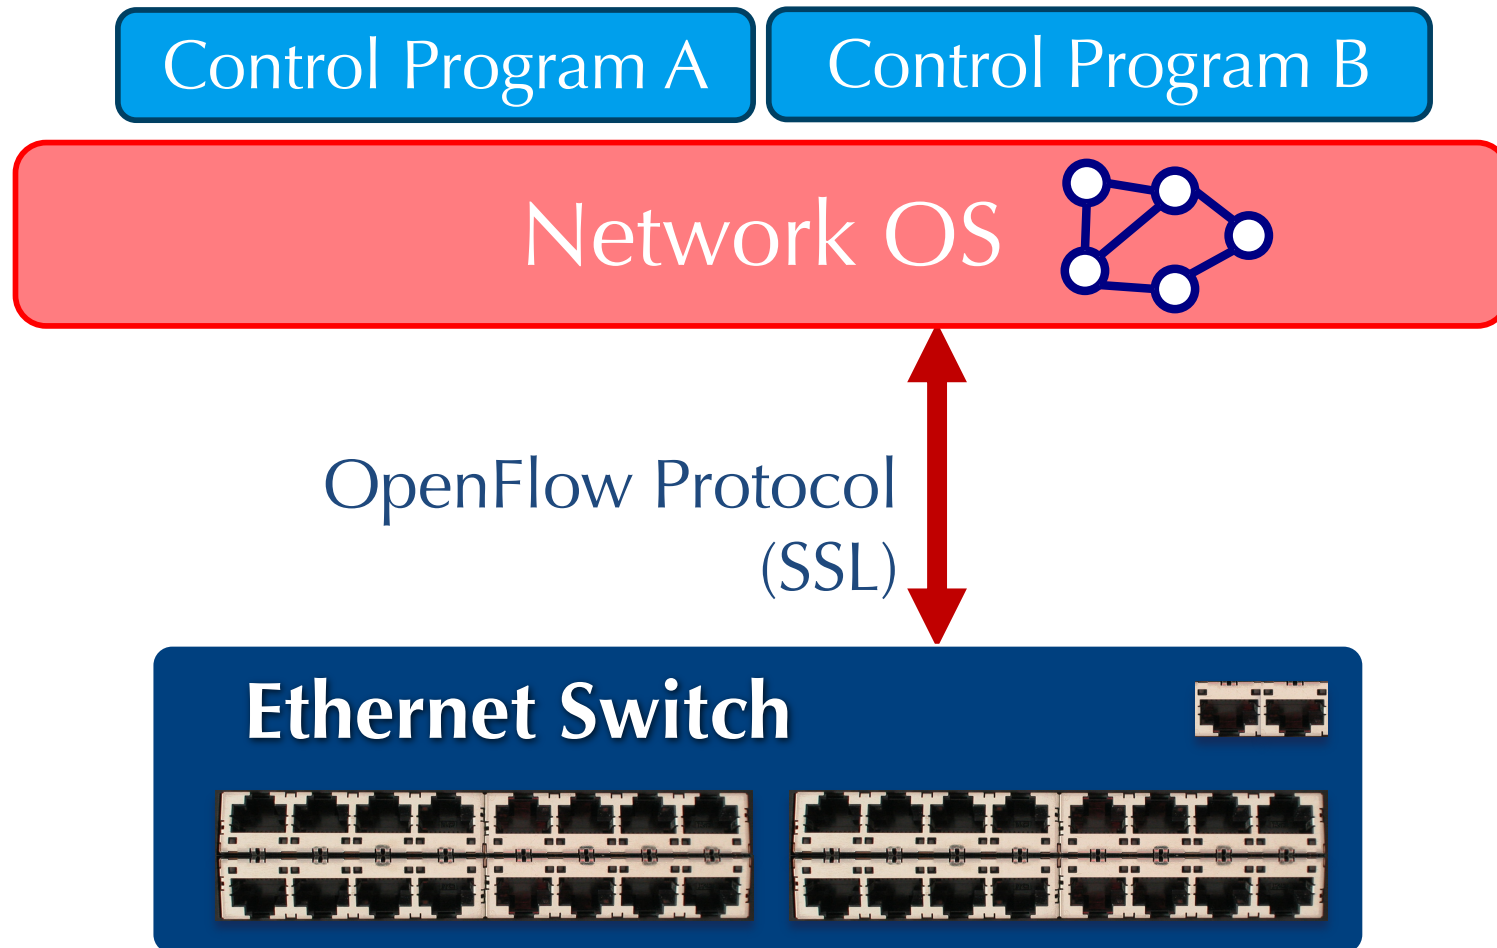 Control Program A
Control Program B
Network OS
OpenFlow Protocol
(SSL)
Ethernet Switch